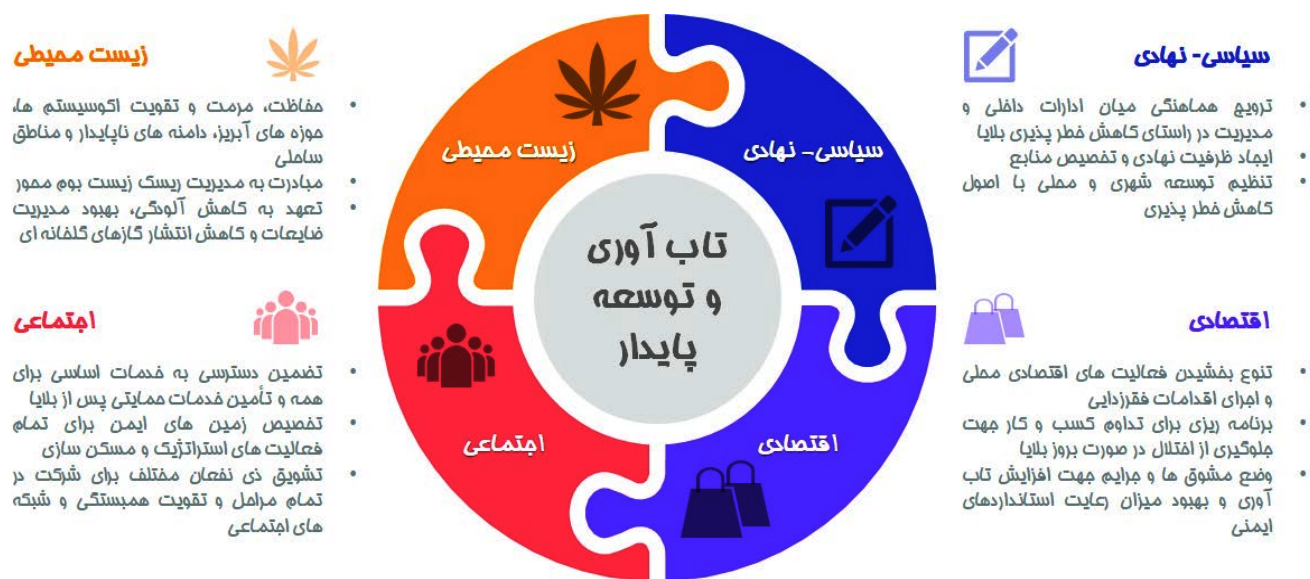 سیاسی- نهادی
ترویج هماهنگی میان ادارات داخلی و
مدیریت در راستای کاهش خطر پذیری بلایا
ایجاد ظرفیت نهادی و تخصیص منابع
تنظیم توسعه شهری و محلی با اصول
کاهش خطر پذیری
اقتصادی
تنوع بخشیدن فعالیت های اقتصادی محلی
و اجرای اقدامات فقرزدایی
برنامه ریزی برای تداوم کسب و کار جهت
جلوگیری از اختلال در صورت بروز بلایا
وضع مشوق ها و جرایم جهت افزایش تاب
آوری و بهبود میزان رعایت استانداردهای
ایمنی
سیاسی- نهادی
زیست محیطی
تاب آوری
و توسعه
پایدار
اقتصادی
اجتماعی
زیست محیطی
حفاظت، مرمت و تقویت اکوسیستم ها،
حوزه های آبریز، دامنه های ناپایدار و مناطق
ساحلی
مبادرت به مدیریت ریسک زیست بوم محور
تعهد به کاهش آلودگی، بهبود مدیریت
ضایعات و کاهش انتشار گازهای گلخانه ای
اجتماعی
تضمین دسترسی به خدمات اساسی برای
همه و تأمین خدمات حمایتی پس از بلایا
تخصیص زمین های ایمن برای تمام
فعالیت های استراتژیک و مسکن سازی
تشویق ذی نفعان مختلف برای شرکت در
تمام مراحل و تقویت همبستگی و شبکه
های اجتماعی